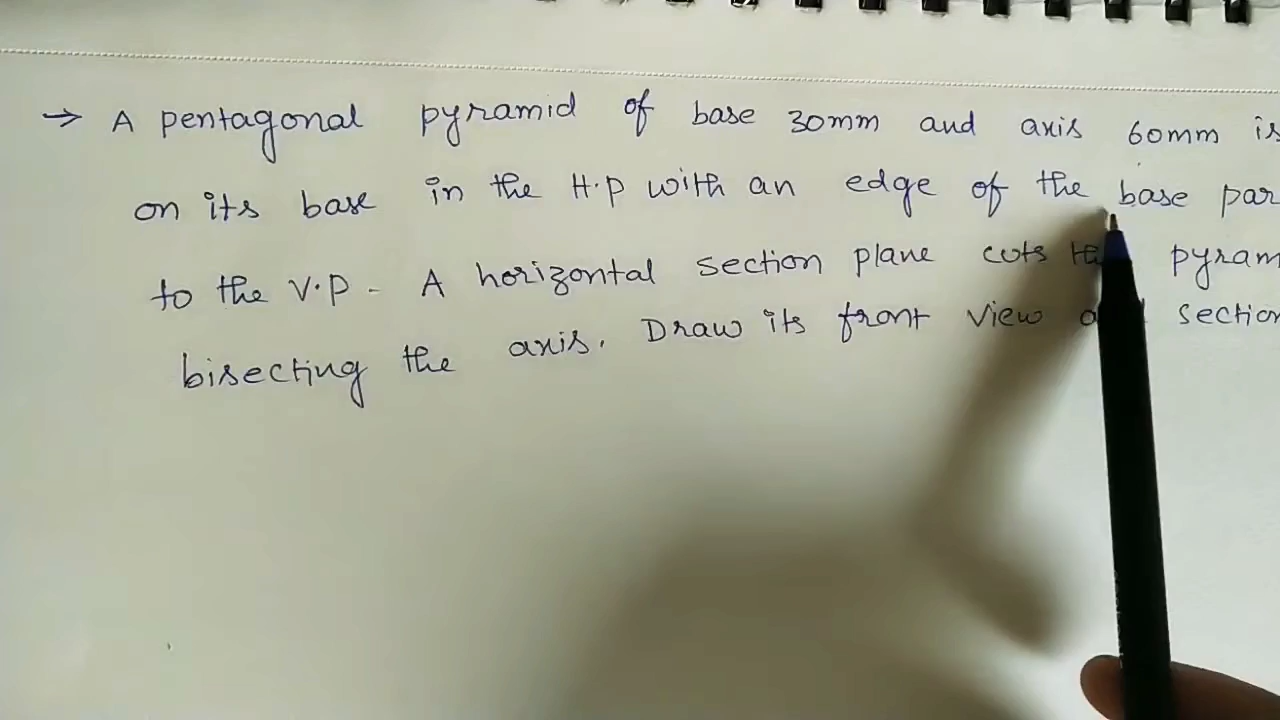 → A pentagonal pyramid of base 30mm and axis 60mm is
on its base in the H.P with an edge of the base par
to the V.P - A horizontal section plane cuts pyram
bisecting the axis. Draw its front view section